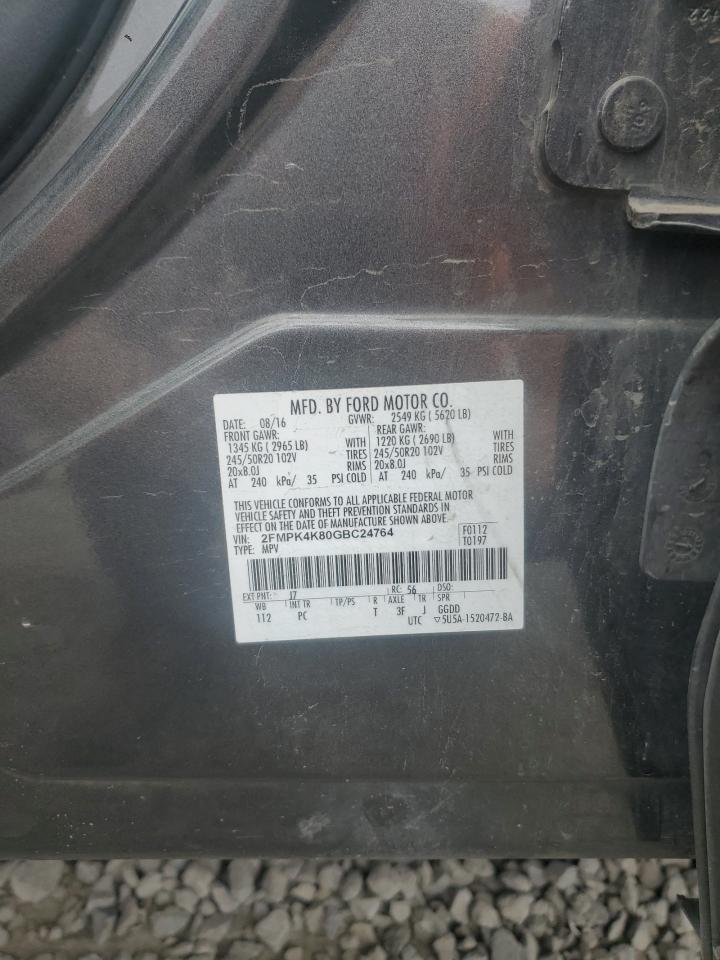 MFD. BY FORD MOTOR CO.
DATE: 08/16 GVWR: 2549 KG ( 5620 LB)
FRONT GAWR: REAR GAWR:
1345 KG ( 2965 LB) WITH 1220 KG ( 2690 LB) WITH
245/50R20 102V TIRES 245/50R20 102V TIRES
20x8.0J RIMS 20x8.0J RIMS
AT 240 kPa/ 35 PSI COLD AT 240 kPa/ 35 PSI COLD
THIS VEHICLE CONFORMS TO ALL APPLICABLE FEDERAL MOTOR
VEHICLE SAFETY AND THEFT PREVENTION STANDARDS IN
EFFECT ON THE DATE OF MANUFACTURE SHOWN ABOVE.
VIN: 2FMPK4K80GBC24764 F0112
TYPE: MPV T0197
EXT PNT: J7 RC: 56 DSO:
WB INT TR TP/PS R AXLE TR SPR
112 PC T 3F J GGDD
UTC ▽5U5A-1520472-BA